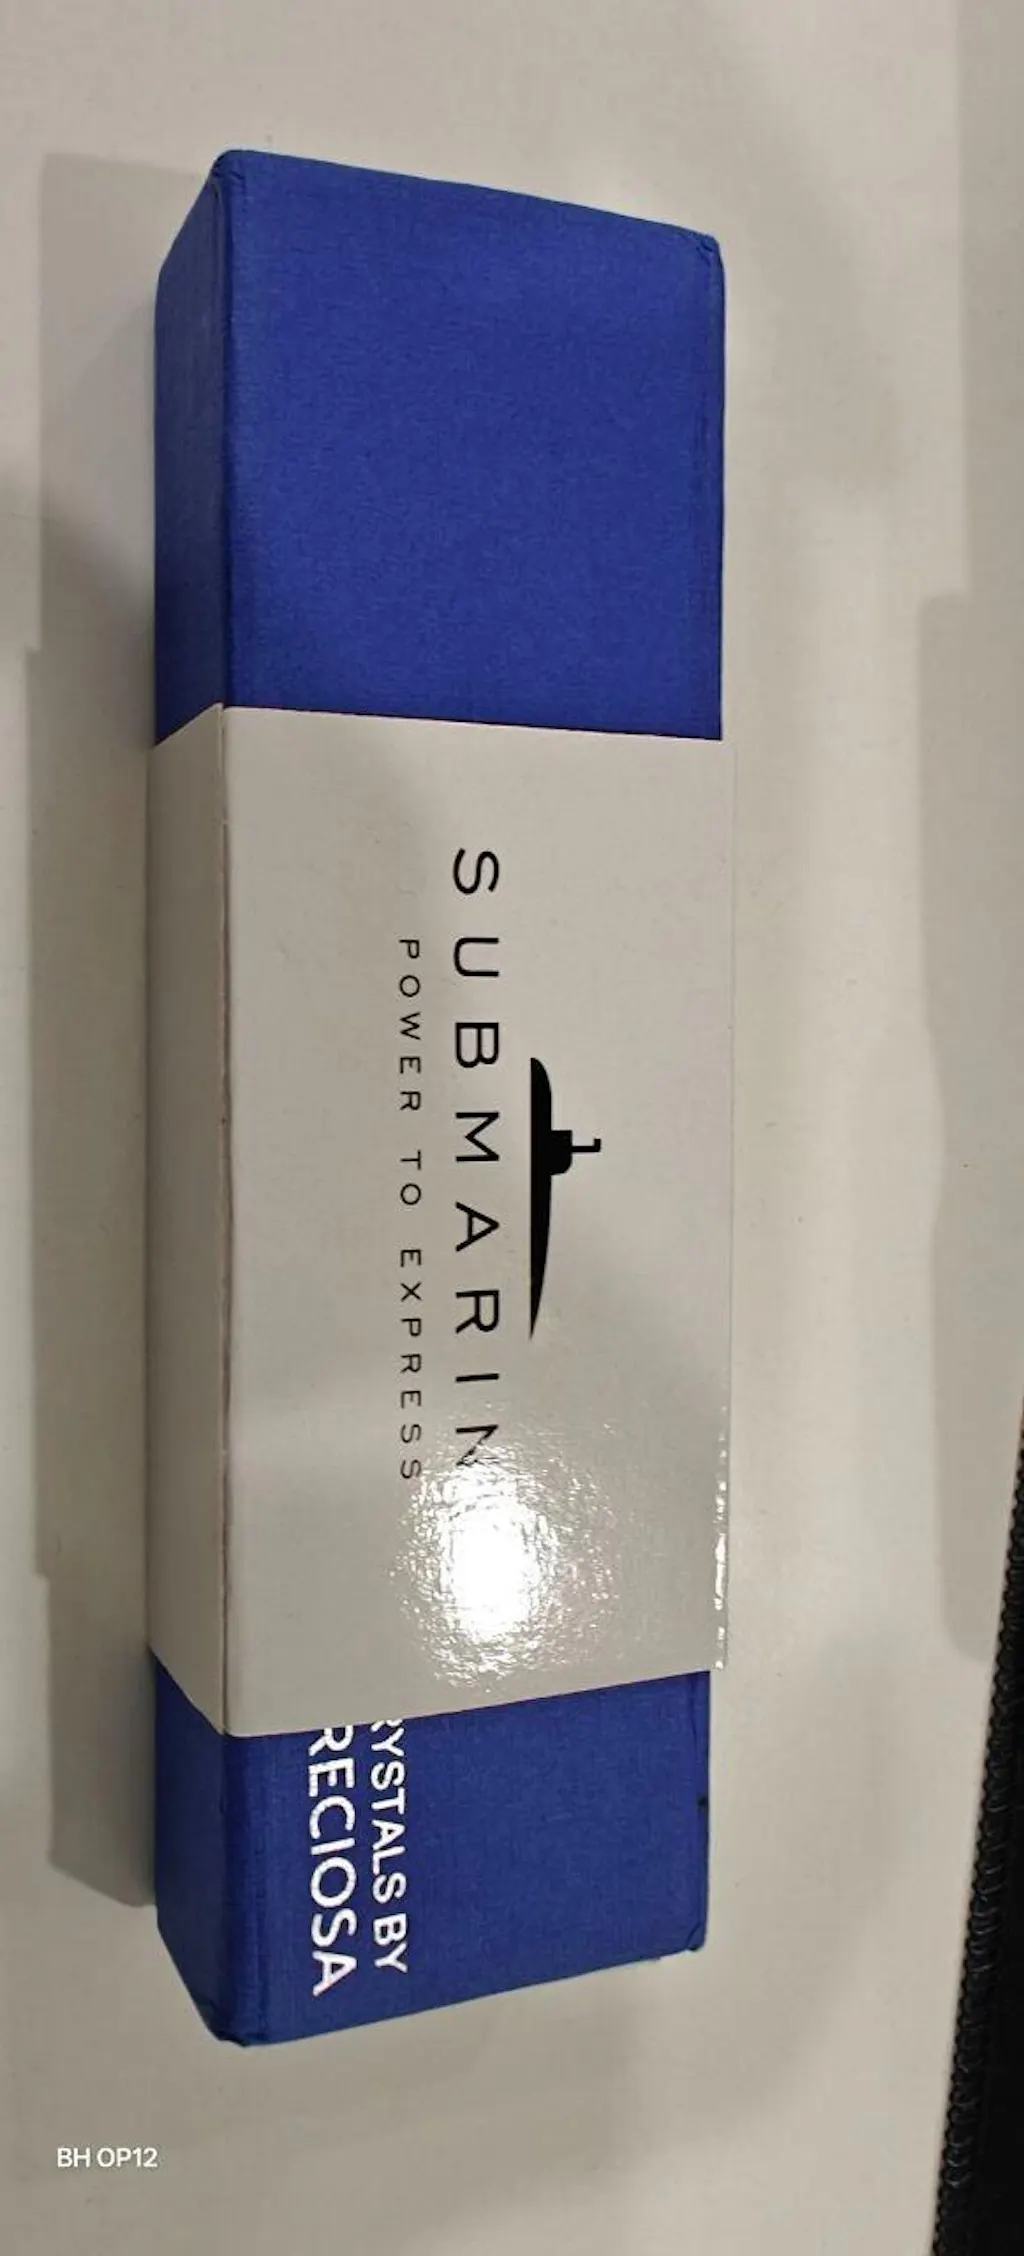 SUBMARIN
POWER TO EXPRESS
RYSTALS BY
RECIOSA
BH OP12